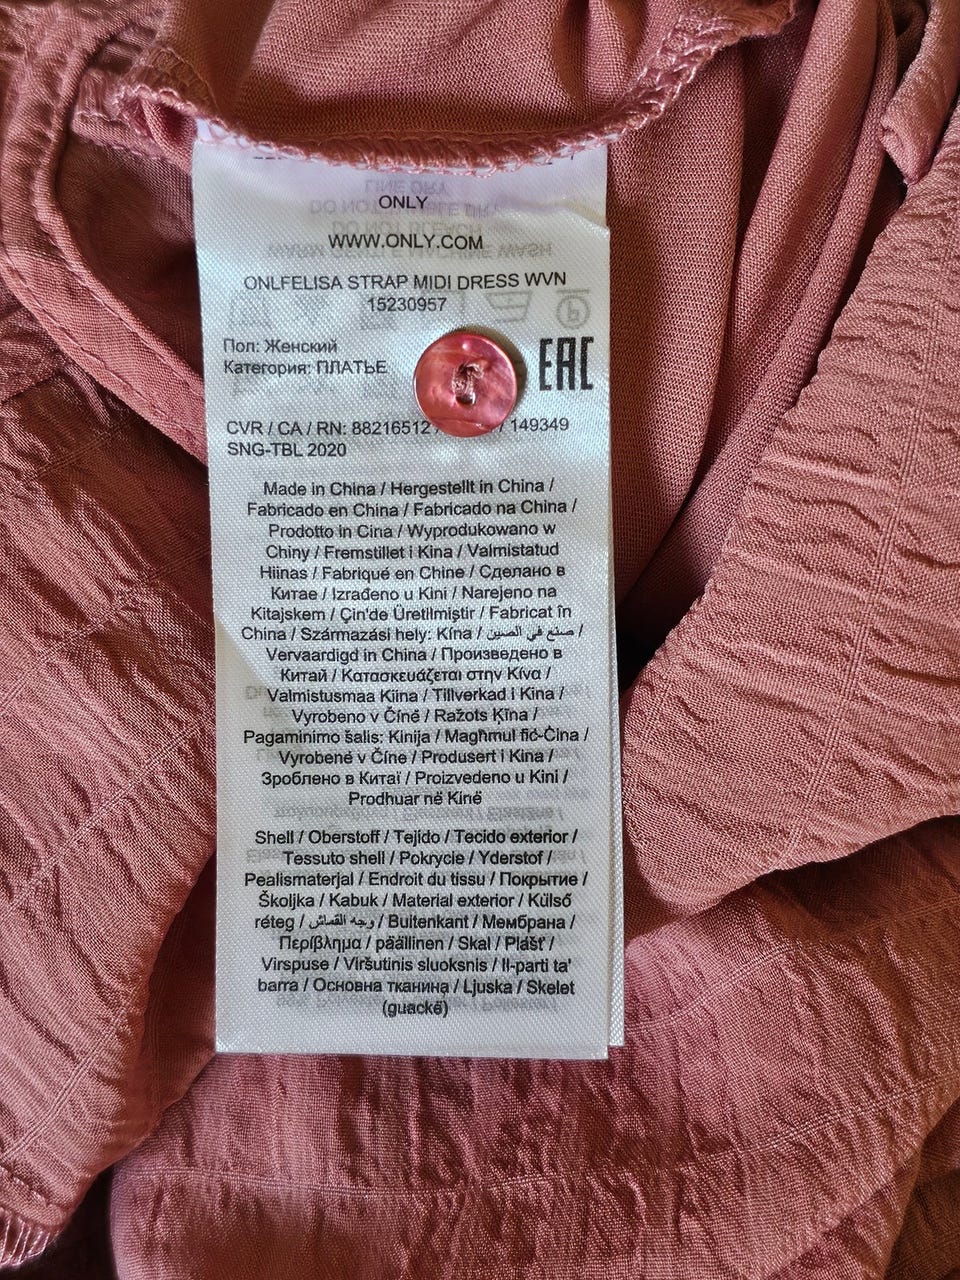 ONLY
WWW.ONLY.COM
ONLFELISA STRAP MIDI DRESS WVN
15230957
Пол: Женский
Категория: ПЛАТЬЕ
EAC
CVR / CA / RN: 88216512 / 149349
SNG-TBL 2020
Made in China / Hergestellt in China /
Fabricado en China / Fabricado na China /
Prodotto in Cina / Wyprodukowano w
Chiny / Fremstillet i Kina / Valmistatud
Hiinas / Fabriqué en Chine / Сделано в
Китае / Izrađeno u Kini / Narejeno na
Kitajskem / Çin'de Üretilmiştir / Fabricat în
China / Származási hely: Kína / صنع في الصين /
Vervaardigd in China / Произведено в
Китай / Κατασκευάζεται στην Κίνα /
Valmistusmaa Kiina / Tillverkad i Kina /
Vyrobeno v Číně / Ražots Ķīna /
Pagaminimo šalis: Kinija / Magħmul fiċ-Ċina /
Vyrobené v Číne / Produsert i Kina /
Зроблено в Китаї / Proizvedeno u Kini /
Prodhuar në Kinë
Shell / Oberstoff / Tejido / Tecido exterior /
Tessuto shell / Pokrycie / Yderstof /
Pealismaterjal / Endroit du tissu / Покрытие /
Školjka / Kabuk / Material exterior / Külső
réteg / وجه القماش / Buitenkant / Мембрана /
Περίβλημα / päällinen / Skal / Plášť /
Virspuse / Viršutinis sluoksnis / Il-parti ta'
barra / Основна тканина / Ljuska / Skelet
(guackë)